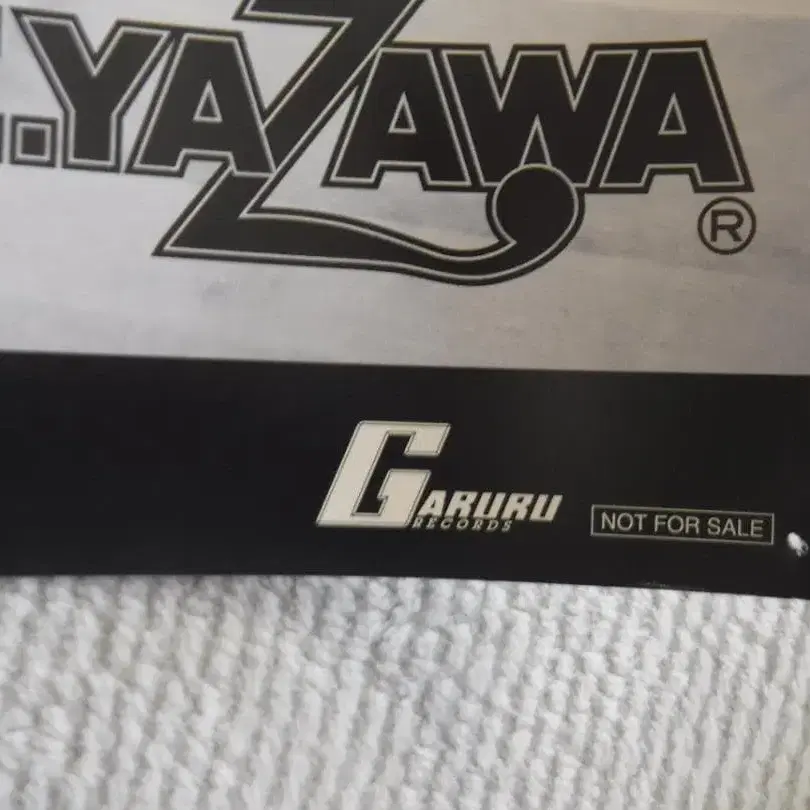 E.YAZAWA
®
GARURU
RECORDS
NOT FOR SALE